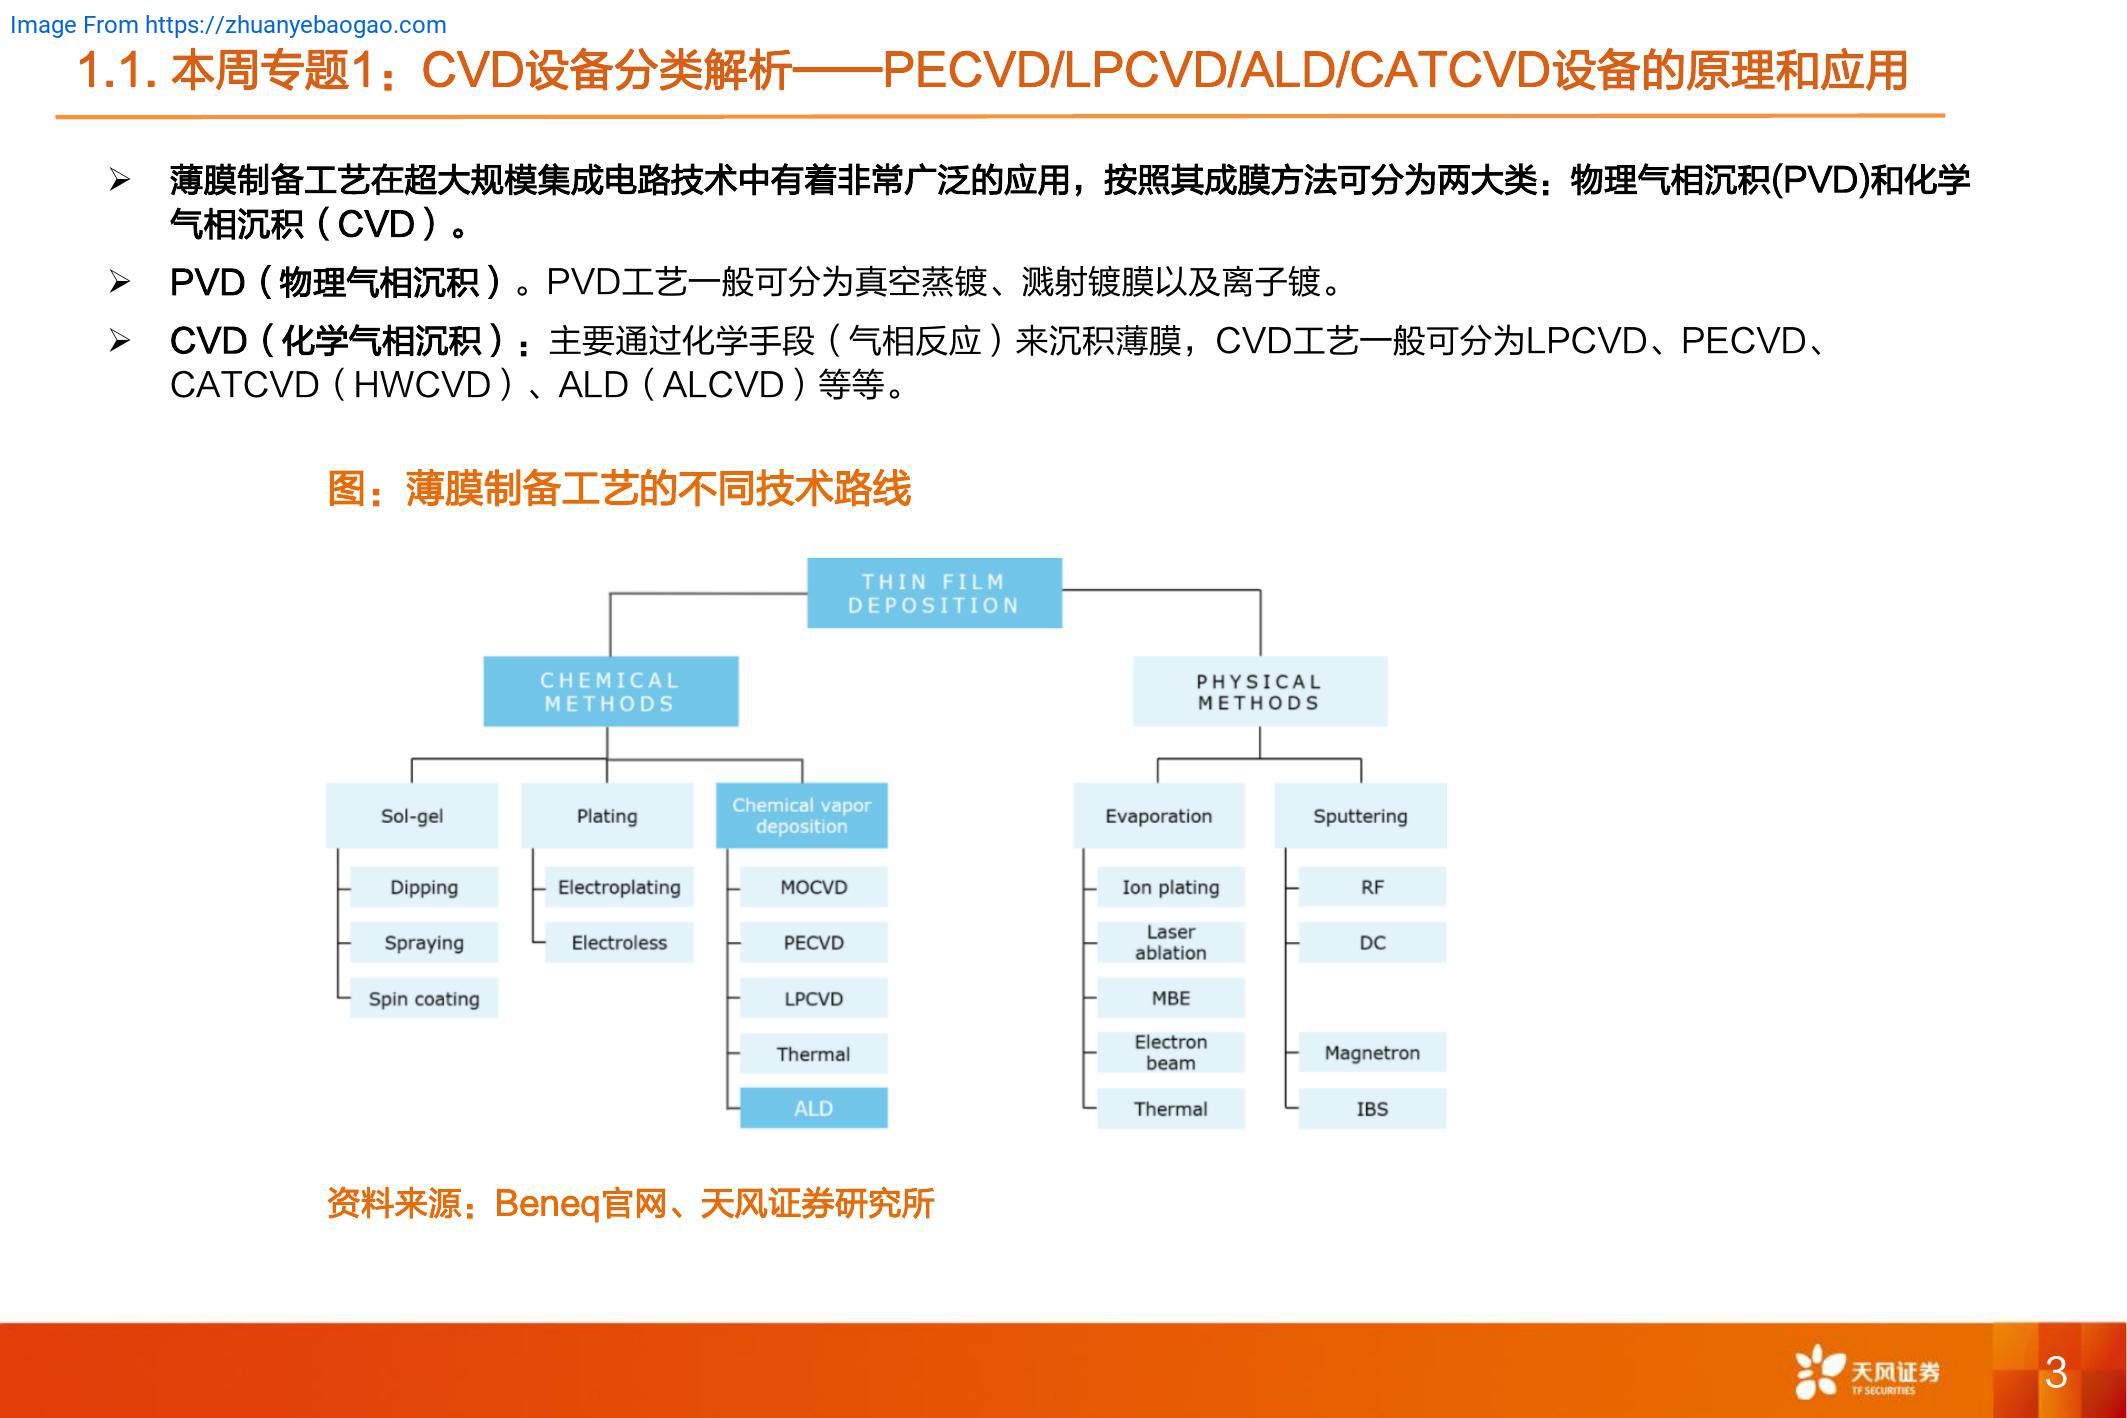 Image From https://zhuanyebaogao.com
1.1. 本周专题1：CVD设备分类解析——PECVD/LPCVD/ALD/CATCVD设备的原理和应用
➢ 薄膜制备工艺在超大规模集成电路技术中有着非常广泛的应用，按照其成膜方法可分为两大类：物理气相沉积(PVD)和化学
气相沉积（CVD）。
➢ PVD（物理气相沉积）。PVD工艺一般可分为真空蒸镀、溅射镀膜以及离子镀。
➢ CVD（化学气相沉积）：主要通过化学手段（气相反应）来沉积薄膜，CVD工艺一般可分为LPCVD、PECVD、
CATCVD（HWCVD）、ALD（ALCVD）等等。
图：薄膜制备工艺的不同技术路线
THIN FILM
DEPOSITION
CHEMICAL
METHODS
PHYSICAL
METHODS
Sol-gel
Dipping
Spraying
Spin coating
Plating
Electroplating
Electroless
Chemical vapor
deposition
MOCVD
PECVD
LPCVD
Thermal
ALD
Evaporation
Ion plating
Laser
ablation
MBE
Electron
beam
Thermal
Sputtering
RF
DC
Magnetron
IBS
资料来源：Beneq官网、天风证券研究所
天风证券
TF SECURITIES
3